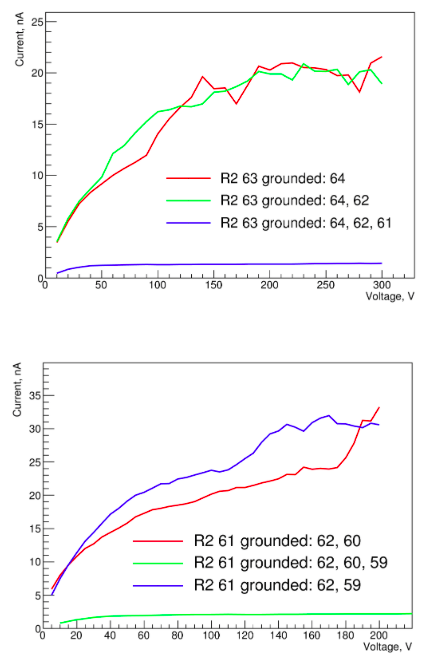 Current, nA
25
20
15
10
5
0
R2 63 grounded: 64
R2 63 grounded: 64, 62
R2 63 grounded: 64, 62, 61
50 100 150 200 250 300
Voltage, V
Current, nA
35
30
25
20
15
10
5
0
R2 61 grounded: 62, 60
R2 61 grounded: 62, 60, 59
R2 61 grounded: 62, 59
0 20 40 60 80 100 120 140 160 180 200
Voltage, V